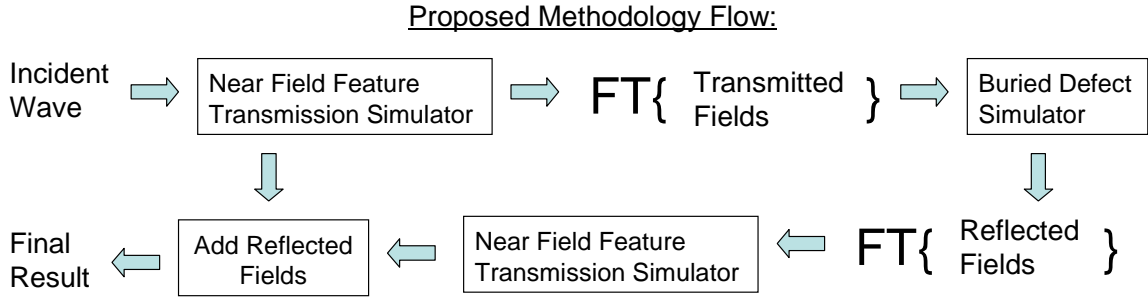 Proposed Methodology Flow:
Incident
Wave
Near Field Feature
Transmission Simulator
FT{ Transmitted
Fields }
Buried Defect
Simulator
Final
Result
Add Reflected
Fields
Near Field Feature
Transmission Simulator
FT{ Reflected
Fields }